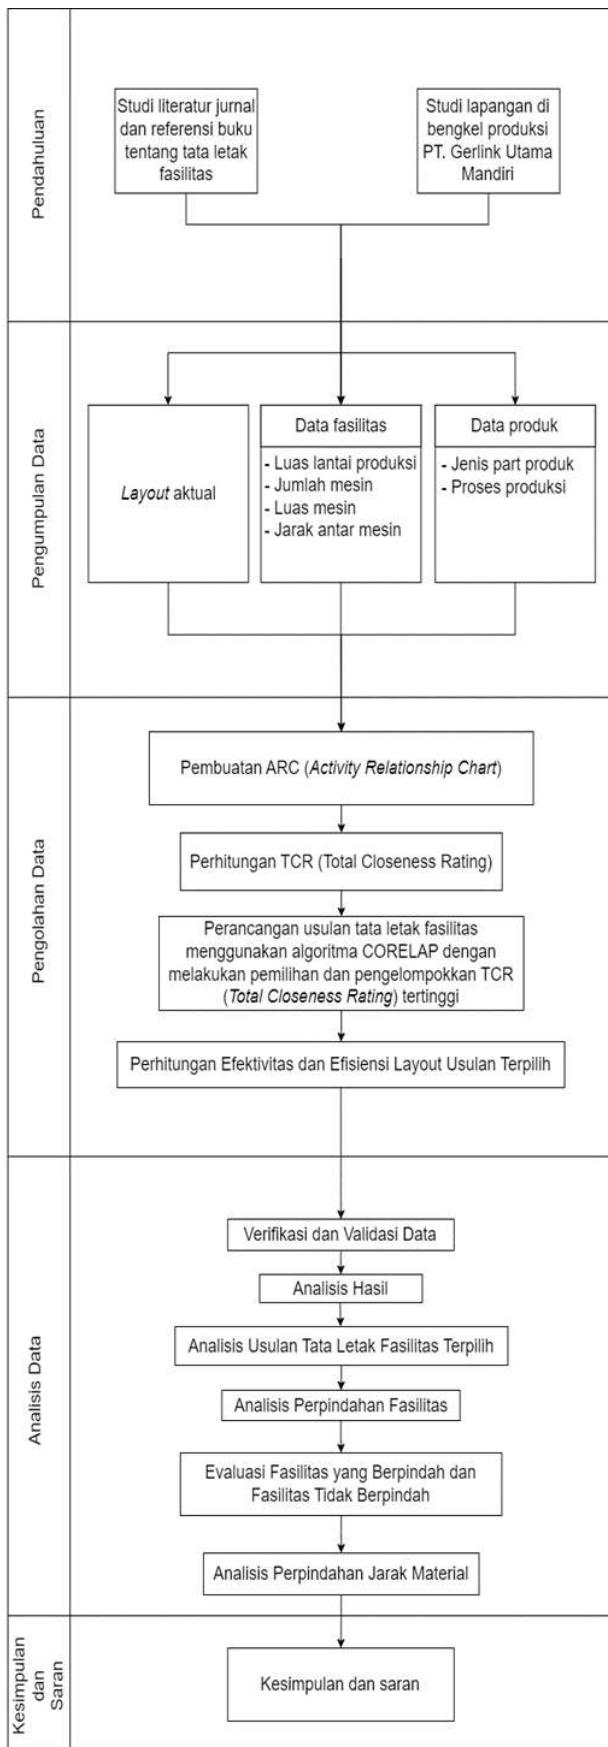 Pendahuluan
Studi literatur jurnal
dan referensi buku
tentang tata letak
fasilitas
Studi lapangan di
bengkel produksi
PT. Gerlink Utama
Mandiri
Pengumpulan Data
Layout aktual
Data fasilitas
- Luas lantai produksi
- Jumlah mesin
- Luas mesin
- Jarak antar mesin
Data produk
- Jenis part produk
- Proses produksi
Pengolahan Data
Pembuatan ARC (Activity Relationship Chart)
Perhitungan TCR (Total Closeness Rating)
Perancangan usulan tata letak fasilitas
menggunakan algoritma CORELAP dengan
melakukan pemilihan dan pengelompokkan TCR
(Total Closeness Rating) tertinggi
Perhitungan Efektivitas dan Efisiensi Layout Usulan Terpilih
Analisis Data
Verifikasi dan Validasi Data
Analisis Hasil
Analisis Usulan Tata Letak Fasilitas Terpilih
Analisis Perpindahan Fasilitas
Evaluasi Fasilitas yang Berpindah dan
Fasilitas Tidak Berpindah
Analisis Perpindahan Jarak Material
Kesimpulan
dan
Saran
Kesimpulan dan saran